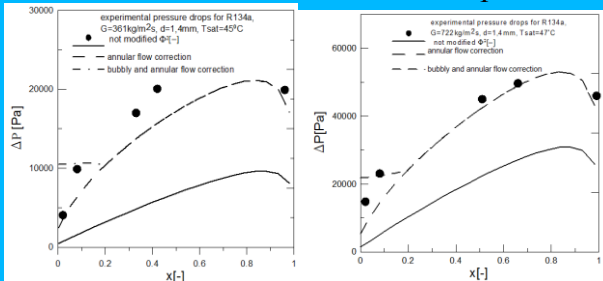 experimental pressure drops for R134a,
G=361kg/m²s, d=1,4mm, Tsat=45ºC
not modified Φ²[–]
annular flow correction
bubbly and annular flow correction
ΔP [Pa]
30000
20000
10000
0
0
0.2
0.4
0.6
0.8
1
x[-]
experimental pressure drops for R134a,
G=722kg/m²s, d=1,4mm, Tsat=47°C
not modified Φ²[–]
annular flow correction
bubbly and annular flow correction
ΔP[Pa]
60000
40000
20000
0
0
0.2
0.4
0.6
0.8
1
x[-]